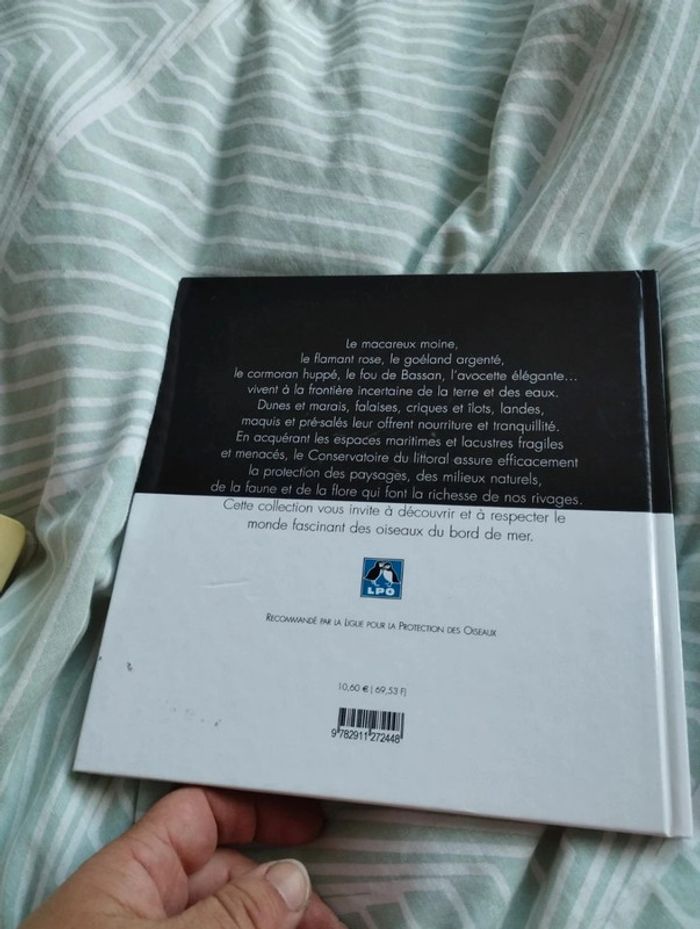 Le macareux moine,
le flamant rose, le goéland argenté,
le cormoran huppé, le fou de Bassan, l'avocette élégante...
vivent à la frontière incertaine de la terre et des eaux.
Dunes et marais, falaises, criques et îlots, landes,
maquis et pré-salés leur offrent nourriture et tranquillité.
En acquérant les espaces maritimes et lacustres fragiles
et menacés, le Conservatoire du littoral assure efficacement
la protection des paysages, des milieux naturels,
de la faune et de la flore qui font la richesse de nos rivages.
Cette collection vous invite à découvrir et à respecter le
monde fascinant des oiseaux du bord de mer.
LPO
Recommandé par la Ligue pour la Protection des Oiseaux
10,60 € | 69,53 F|
9 782911 272448